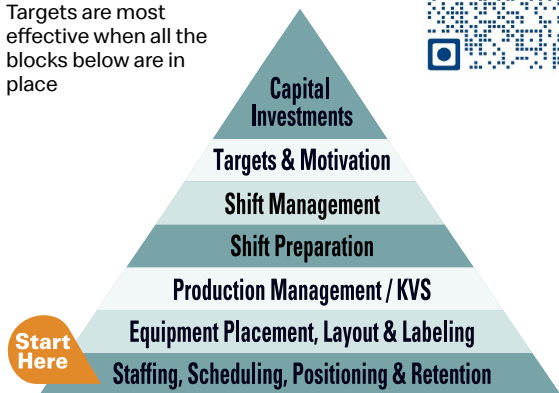 Targets are most
effective when all the
blocks below are in
place
Capital
Investments
Targets & Motivation
Shift Management
Shift Preparation
Production Management / KVS
Equipment Placement, Layout & Labeling
Start
Here
Staffing, Scheduling, Positioning & Retention